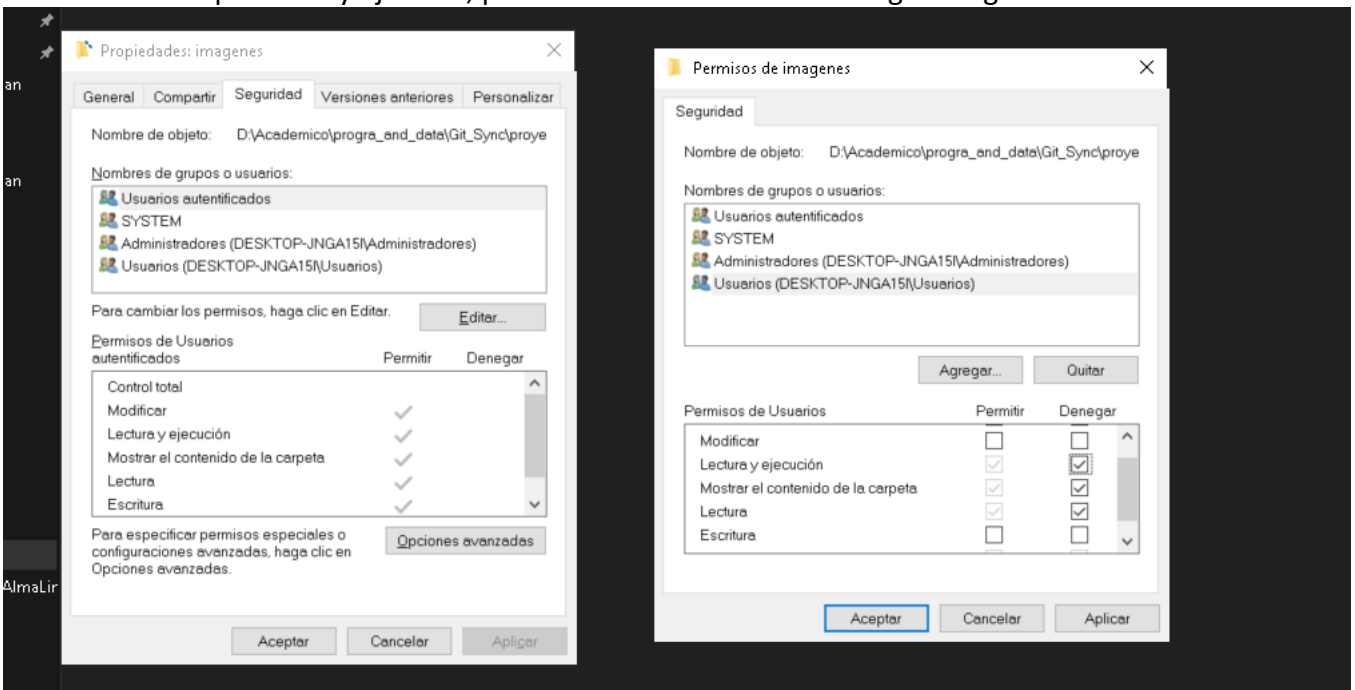 an
an
AlmaLin
Propiedades: imagenes
General Compartir Seguridad Versiones anteriores Personalizar
Nombre de objeto: D:\Academico\progra_and_data\Git_Sync\proye
Nombres de grupos o usuarios:
Usuarios autentificados
SYSTEM
Administradores (DESKTOP-JNGA15I\Administradores)
Usuarios (DESKTOP-JNGA15I\Usuarios)
Para cambiar los permisos, haga clic en Editar.
Editar...
Permisos de Usuarios
autentificados Permitir Denegar
Control total
Modificar
Lectura y ejecución
Mostrar el contenido de la carpeta
Lectura
Escritura
Para especificar permisos especiales o
configuraciones avanzadas, haga clic en
Opciones avanzadas.
Opciones avanzadas
Aceptar Cancelar Aplicar
Permisos de imagenes
Seguridad
Nombre de objeto: D:\Academico\progra_and_data\Git_Sync\proye
Nombres de grupos o usuarios:
Usuarios autentificados
SYSTEM
Administradores (DESKTOP-JNGA15I\Administradores)
Usuarios (DESKTOP-JNGA15I\Usuarios)
Agregar... Quitar
Permisos de Usuarios Permitir Denegar
Modificar
Lectura y ejecución
Mostrar el contenido de la carpeta
Lectura
Escritura
Aceptar Cancelar Aplicar